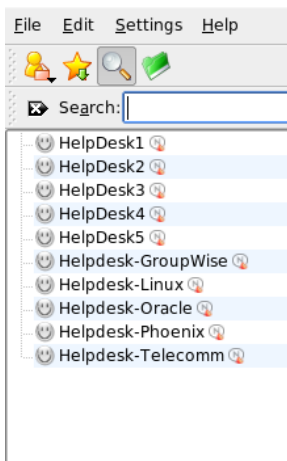 File Edit Settings Help
Search:
HelpDesk1
HelpDesk2
HelpDesk3
HelpDesk4
HelpDesk5
Helpdesk-GroupWise
Helpdesk-Linux
Helpdesk-Oracle
Helpdesk-Phoenix
Helpdesk-Telecomm